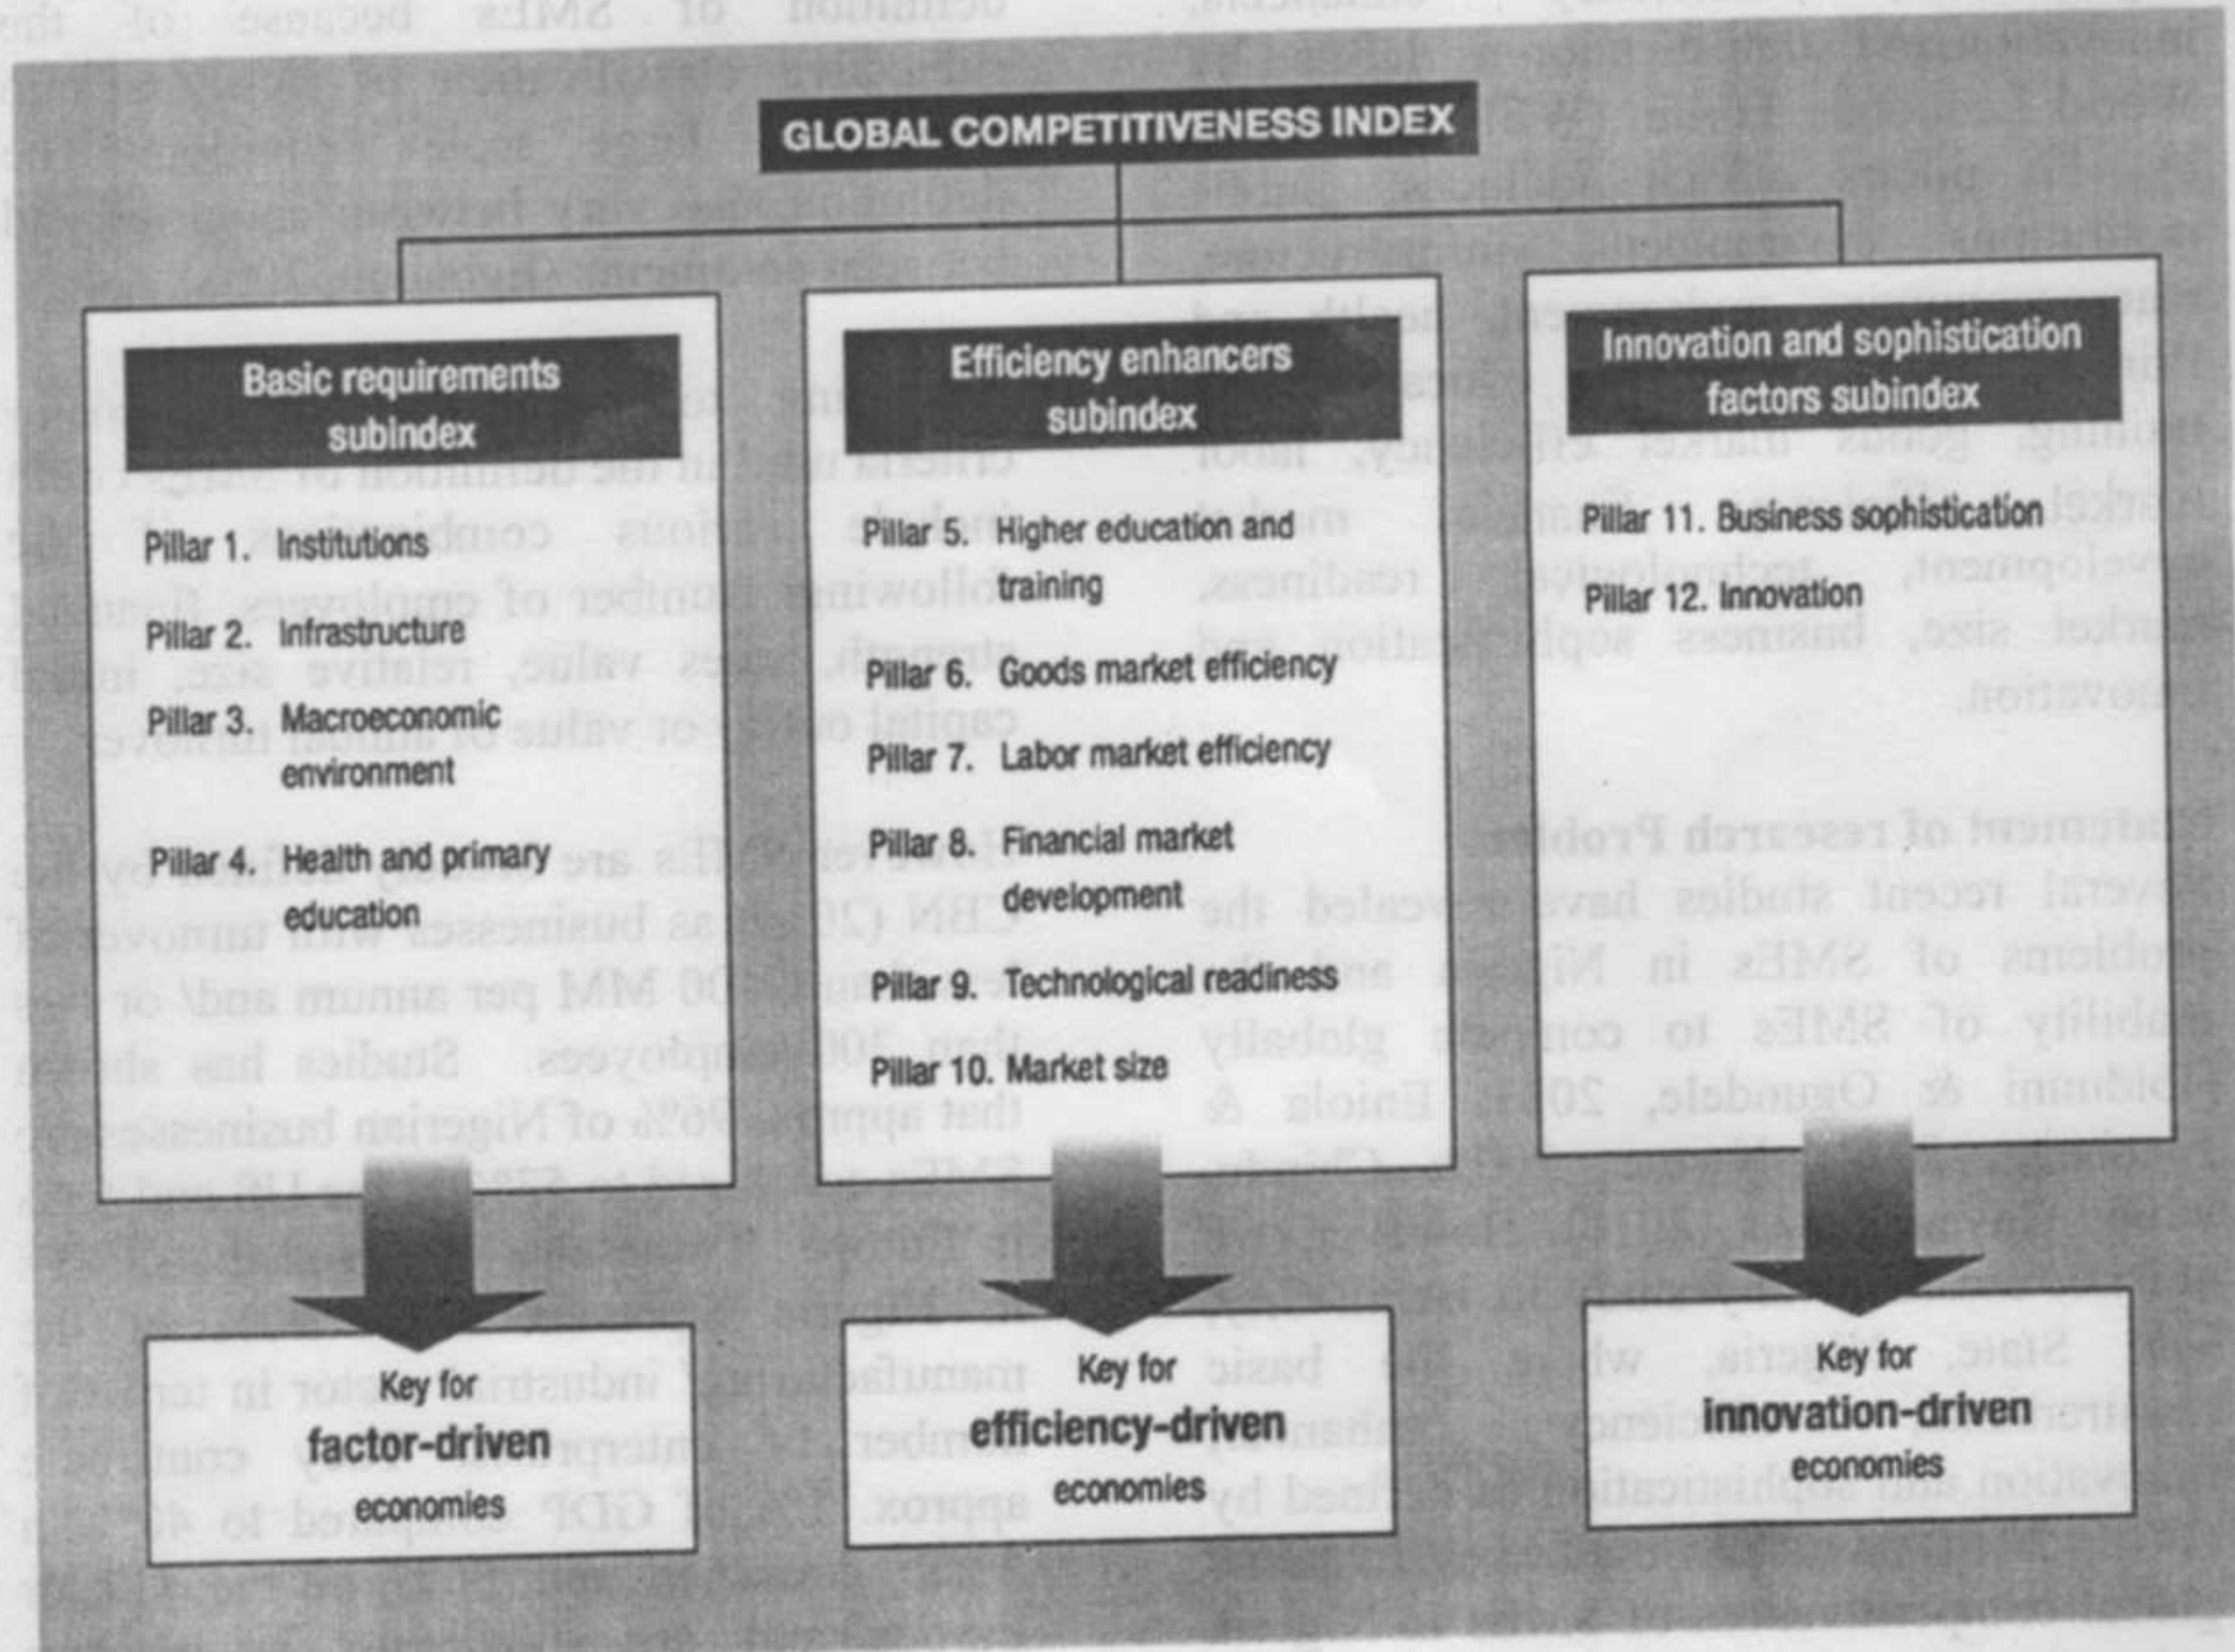 GLOBAL COMPETITIVENESS INDEX
Basic requirements
subindex
Pillar 1. Institutions
Pillar 2. Infrastructure
Pillar 3. Macroeconomic
environment
Pillar 4. Health and primary
education
Key for
factor-driven
economies
Efficiency enhancers
subindex
Pillar 5. Higher education and
training
Pillar 6. Goods market efficiency
Pillar 7. Labor market efficiency
Pillar 8. Financial market
development
Pillar 9. Technological readiness
Pillar 10. Market size
Key for
efficiency-driven
economies
Innovation and sophistication
factors subindex
Pillar 11. Business sophistication
Pillar 12. Innovation
Key for
innovation-driven
economies